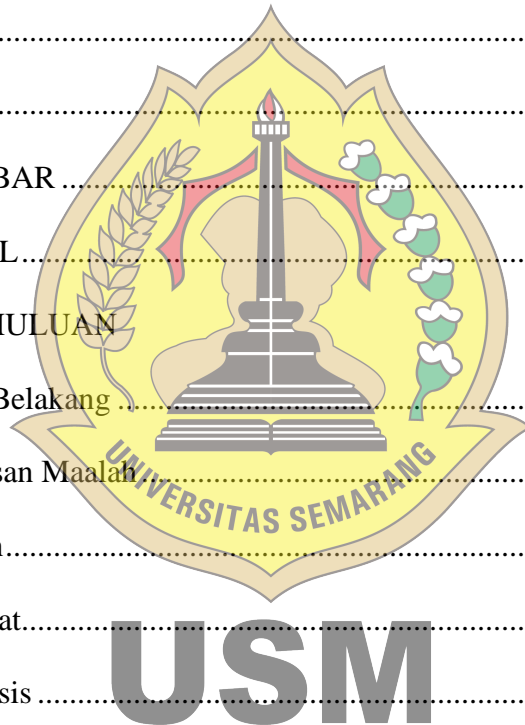 ...........................................................................
...........................................................................
BAR ..................................................................
L .........................................................................
HULUAN
Belakang ..........................................................
san Maalah ......................................................
n ..........................................................................
at ........................................................................
sis .......................................................................
UNIVERSITAS SEMARANG
USM